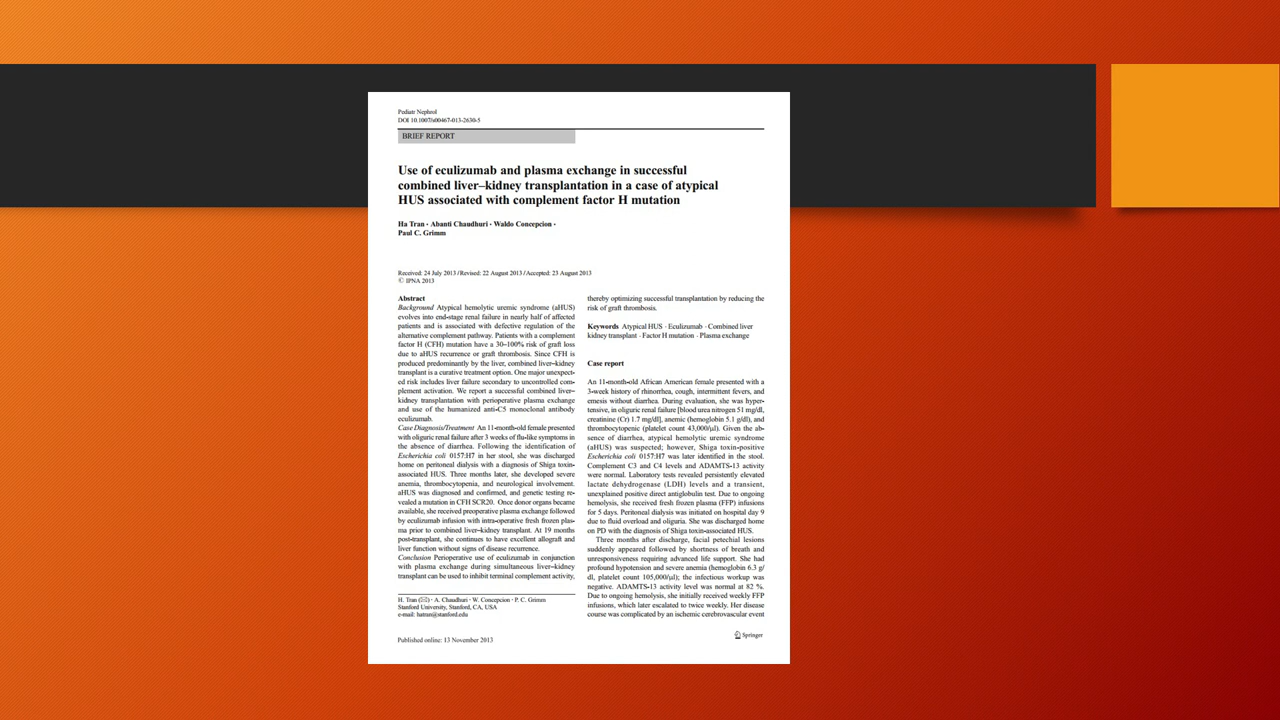 Pediatr Nephrol
DOI 10.1007/s00467-013-2630-5
BRIEF REPORT
Use of eculizumab and plasma exchange in successful
combined liver–kidney transplantation in a case of atypical
HUS associated with complement factor H mutation
Ha Tran · Abanti Chaudhuri · Waldo Concepcion ·
Paul C. Grimm
Received: 24 July 2013 / Revised: 22 August 2013 / Accepted: 23 August 2013
© IPNA 2013
Abstract
Background Atypical hemolytic uremic syndrome (aHUS)
evolves into end-stage renal failure in nearly half of affected
patients and is associated with defective regulation of the
alternative complement pathway. Patients with a complement
factor H (CFH) mutation have a 30–100% risk of graft loss
due to aHUS recurrence or graft thrombosis. Since CFH is
produced predominantly by the liver, combined liver–kidney
transplant is a curative treatment option. One major unexpect-
ed risk includes liver failure secondary to uncontrolled com-
plement activation. We report a successful combined liver–
kidney transplantation with perioperative plasma exchange
and use of the humanized anti-C5 monoclonal antibody
eculizumab.
Case Diagnosis/Treatment An 11-month-old female presented
with oliguric renal failure after 3 weeks of flu-like symptoms in
the absence of diarrhea. Following the identification of
Escherichia coli 0157:H7 in her stool, she was discharged
home on peritoneal dialysis with a diagnosis of Shiga toxin-
associated HUS. Three months later, she developed severe
anemia, thrombocytopenia, and neurological involvement.
aHUS was diagnosed and confirmed, and genetic testing re-
vealed a mutation in CFH SCR20. Once donor organs became
available, she received preoperative plasma exchange followed
by eculizumab infusion with intra-operative fresh frozen plas-
ma prior to combined liver–kidney transplant. At 19 months
post-transplant, she continues to have excellent allograft and
liver function without signs of disease recurrence.
Conclusion Perioperative use of eculizumab in conjunction
with plasma exchange during simultaneous liver–kidney
transplant can be used to inhibit terminal complement activity,
H. Tran (✉) · A. Chaudhuri · W. Concepcion · P. C. Grimm
Stanford University, Stanford, CA, USA
e-mail: hatran@stanford.edu
thereby optimizing successful transplantation by reducing the
risk of graft thrombosis.
Keywords Atypical HUS · Eculizumab · Combined liver
kidney transplant · Factor H mutation · Plasma exchange
Case report
An 11-month-old African American female presented with a
3-week history of rhinorrhea, cough, intermittent fevers, and
emesis without diarrhea. During evaluation, she was hyper-
tensive, in oliguric renal failure [blood urea nitrogen 51 mg/dl,
creatinine (Cr) 1.7 mg/dl], anemic (hemoglobin 5.1 g/dl), and
thrombocytopenic (platelet count 43,000/μl). Given the ab-
sence of diarrhea, atypical hemolytic uremic syndrome
(aHUS) was suspected; however, Shiga toxin-positive
Escherichia coli 0157:H7 was later identified in the stool.
Complement C3 and C4 levels and ADAMTS-13 activity
were normal. Laboratory tests revealed persistently elevated
lactate dehydrogenase (LDH) levels and a transient,
unexplained positive direct antiglobulin test. Due to ongoing
hemolysis, she received fresh frozen plasma (FFP) infusions
for 5 days. Peritoneal dialysis was initiated on hospital day 9
due to fluid overload and oliguria. She was discharged home
on PD with the diagnosis of Shiga toxin-associated HUS.
Three months after discharge, facial petechial lesions
suddenly appeared followed by shortness of breath and
unresponsiveness requiring advanced life support. She had
profound hypotension and severe anemia (hemoglobin 6.3 g/
dl, platelet count 105,000/μl); the infectious workup was
negative. ADAMTS-13 activity level was normal at 82 %.
Due to ongoing hemolysis, she initially received weekly FFP
infusions, which later escalated to twice weekly. Her disease
course was complicated by an ischemic cerebrovascular event
Published online: 13 November 2013
Springer